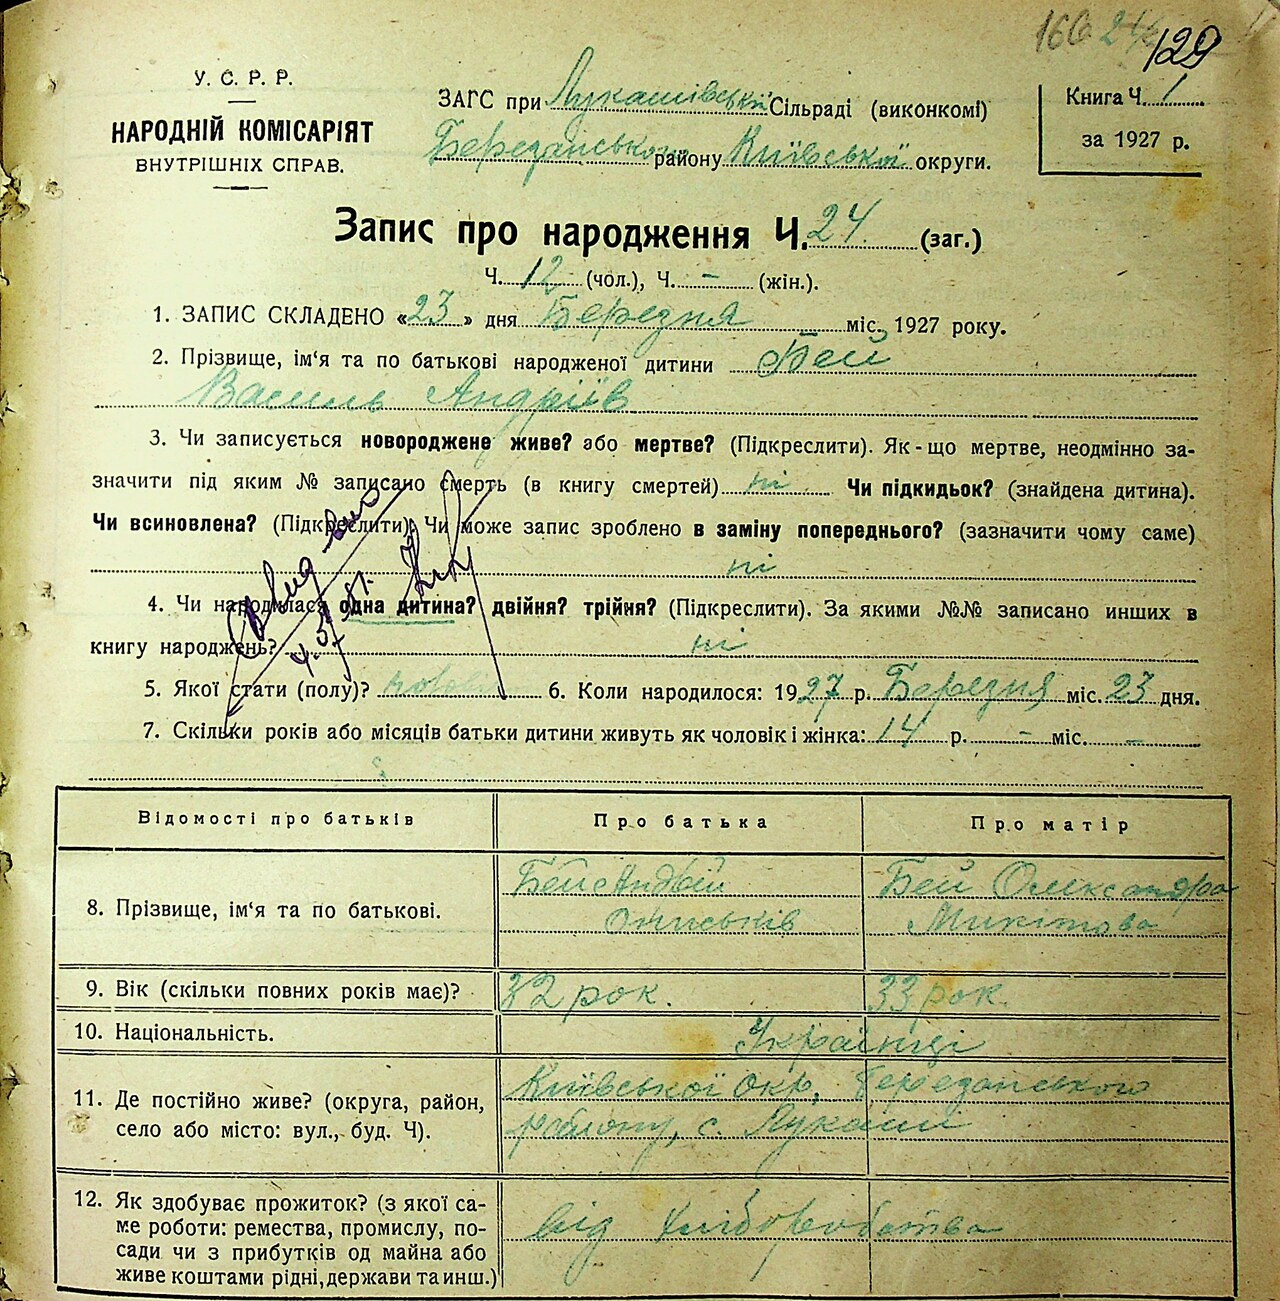 166 24 129
У. С. Р. Р.
НАРОДНІЙ КОМІСАРІЯТ
ВНУТРІШНІХ СПРАВ.
ЗАГС при Лукашівській Сільраді (виконкомі)
Березанського району Київської округи.
Книга Ч. 1
за 1927 р.
Запис про народження Ч. 24 (заг.)
Ч. 12 (чол.), Ч. – (жін.).
1. ЗАПИС СКЛАДЕНО «23» дня Березня міс. 1927 року.
2. Прізвище, ім‘я та по батькові народженої дитини Бей
Василь Андріїв
3. Чи записується новороджене живе? або мертве? (Підкреслити). Як-що мертве, неодмінно за-
значити під яким № записано смерть (в книгу смертей) ні Чи підкидьок? (знайдена дитина).
Чи всиновлена? (Підкреслити). Чи може запис зроблено в заміну попереднього? (зазначити чому саме)
ні
4. Чи народилася одна дитина? двійня? трійня? (Підкреслити). За якими №№ записано инших в
книгу народжень? ні
5. Якої стати (полу)? 6. Коли народилося: 1927 р. Березня міс. 23 дня.
7. Скільки років або місяців батьки дитини живуть як чоловік і жінка: 14 р. – міс. –
Відомості про батьків Про батька Про матір
8. Прізвище, ім‘я та по батькові.
Бей Андрій Бей Олександра
Ониськів Микітова
9. Вік (скільки повних років має)? 32 рок. 33 рок.
10. Національність. Українці
11. Де постійно живе? (округа, район,
село або місто: вул., буд. Ч).
Київської Окр, Березанського
району, с. Лукаші
12. Як здобуває прожиток? (з якої са-
ме роботи: ремества, промислу, по-
сади чи з прибутків од майна або
живе коштами рідні, держави та инш.)
від хліборобства